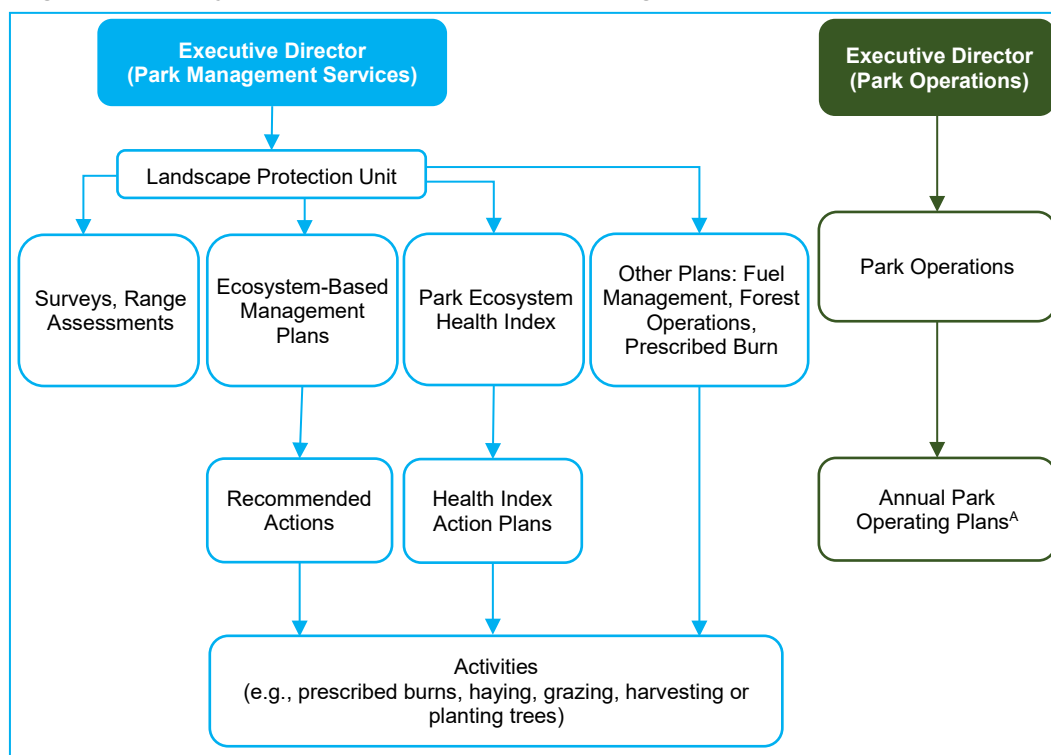 Executive Director
(Park Management Services)
Executive Director
(Park Operations)
Landscape Protection Unit
Surveys, Range
Assessments
Ecosystem-Based
Management
Plans
Park Ecosystem
Health Index
Other Plans: Fuel
Management, Forest
Operations,
Prescribed Burn
Park Operations
Recommended
Actions
Health Index
Action Plans
Annual Park
Operating Plansᴬ
Activities
(e.g., prescribed burns, haying, grazing, harvesting or
planting trees)